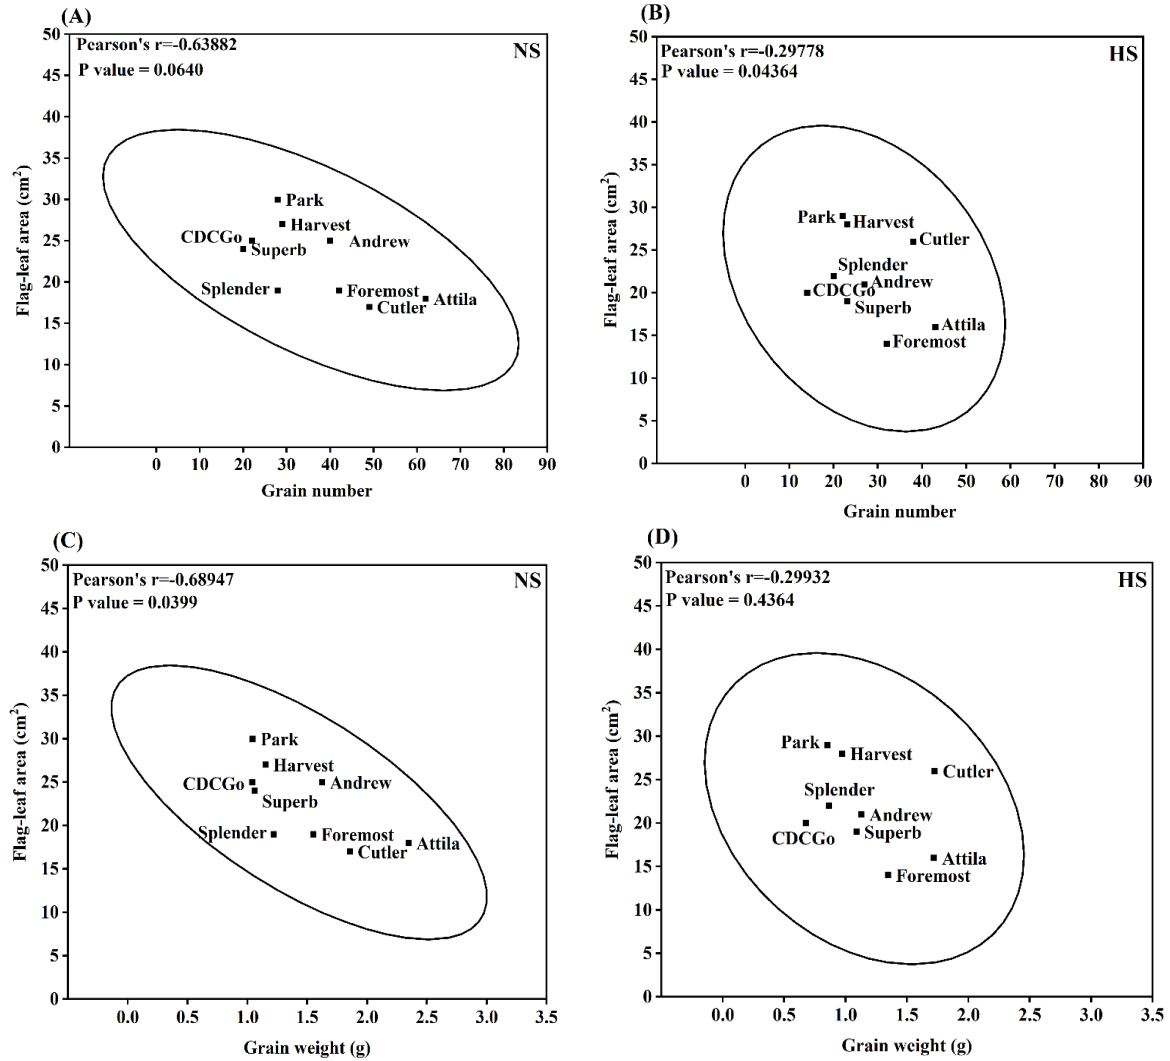 (A)
Pearson's r=-0.63882
NS
P value = 0.0640
50
45
40
35
30
25
20
15
10
5
0
Flag-leaf area (cm²)
Park
Harvest
CDCGo
Superb
Andrew
Splender
Foremost
Attila
Cutler
0 10 20 30 40 50 60 70 80 90
Grain number
(B)
Pearson's r=-0.29778
HS
P value = 0.04364
50
45
40
35
30
25
20
15
10
5
0
Flag-leaf area (cm²)
Park
Harvest
Cutler
Splender
Andrew
CDCGo
Superb
Attila
Foremost
0 10 20 30 40 50 60 70 80 90
Grain number
(C)
Pearson's r=-0.68947
NS
P value = 0.0399
50
45
40
35
30
25
20
15
10
5
0
Flag-leaf area (cm²)
Park
Harvest
CDCGo
Andrew
Superb
Splender
Foremost
Attila
Cutler
0.0 0.5 1.0 1.5 2.0 2.5 3.0 3.5
Grain weight (g)
(D)
Pearson's r=-0.29932
HS
P value = 0.4364
50
45
40
35
30
25
20
15
10
5
0
Flag-leaf area (cm²)
Park
Harvest
Cutler
Splender
Andrew
CDCGo
Superb
Attila
Foremost
0.0 0.5 1.0 1.5 2.0 2.5 3.0 3.5
Grain weight (g)